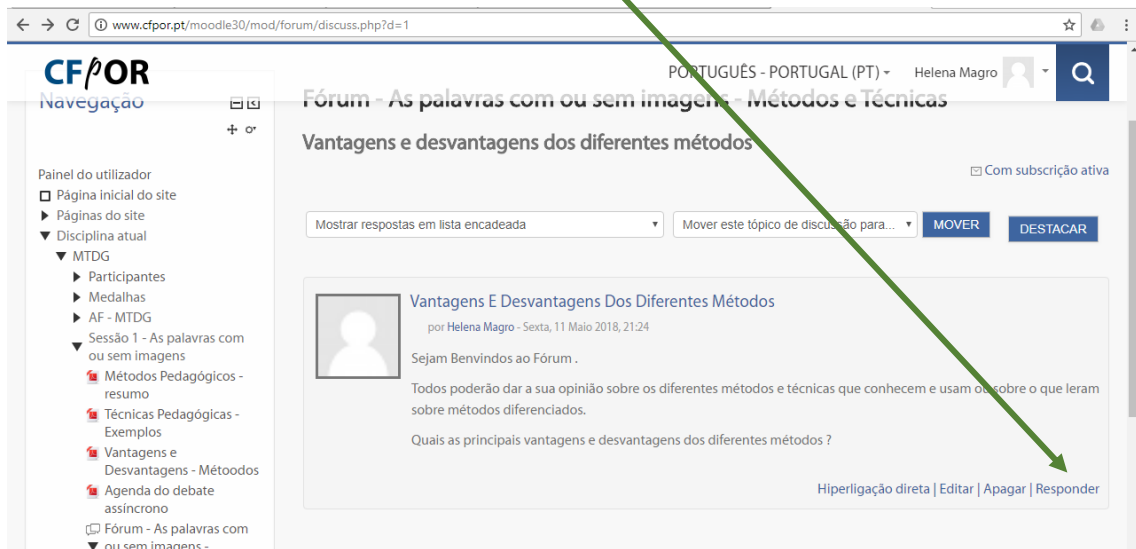 www.cfpor.pt/moodle30/mod/forum/discuss.php?d=1
CFPOR
PORTUGUÊS - PORTUGAL (PT)
Helena Magro
Navegação
Fórum - As palavras com ou sem imagens - Métodos e Técnicas
Vantagens e desvantagens dos diferentes métodos
Com subscrição ativa
Painel do utilizador
Página inicial do site
Páginas do site
Disciplina atual
MTDG
Participantes
Medalhas
AF - MTDG
Sessão 1 - As palavras com
ou sem imagens
Métodos Pedagógicos -
resumo
Técnicas Pedagógicas -
Exemplos
Vantagens e
Desvantagens - Métoodos
Agenda do debate
assíncrono
Fórum - As palavras com
ou sem imagens -
Mostrar respostas em lista encadeada
Mover este tópico de discussão para...
MOVER
DESTACAR
Vantagens E Desvantagens Dos Diferentes Métodos
por Helena Magro - Sexta, 11 Maio 2018, 21:24
Sejam Benvindos ao Fórum .
Todos poderão dar a sua opinião sobre os diferentes métodos e técnicas que conhecem e usam ou sobre o que leram
sobre métodos diferenciados.
Quais as principais vantagens e desvantagens dos diferentes métodos ?
Hiperligação direta | Editar | Apagar | Responder